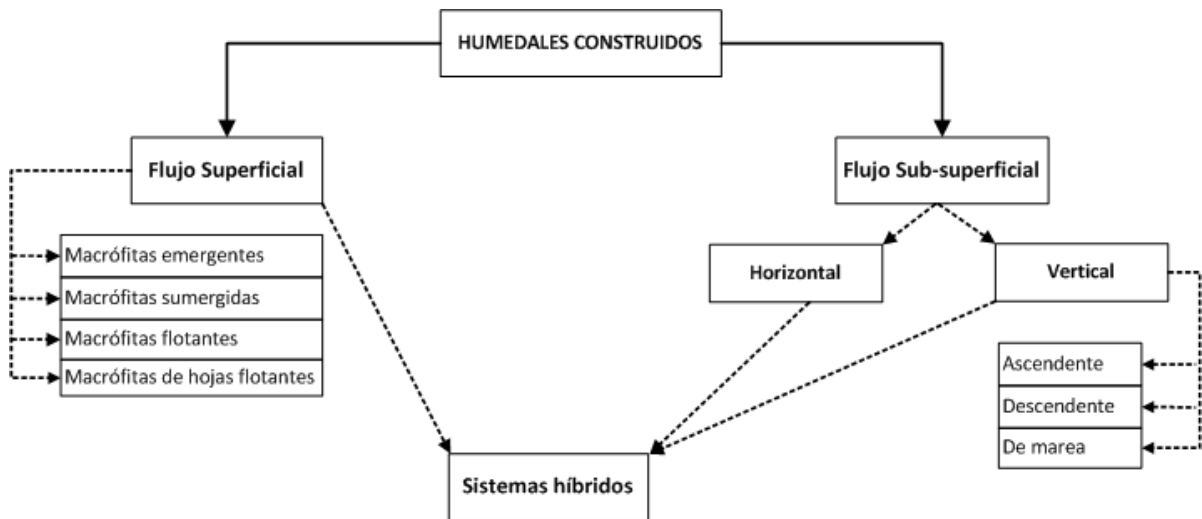 HUMEDALES CONSTRUIDOS
Flujo Superficial
Flujo Sub-superficial
Macrófitas emergentes
Macrófitas sumergidas
Macrófitas flotantes
Macrófitas de hojas flotantes
Horizontal
Vertical
Ascendente
Descendente
De marea
Sistemas híbridos